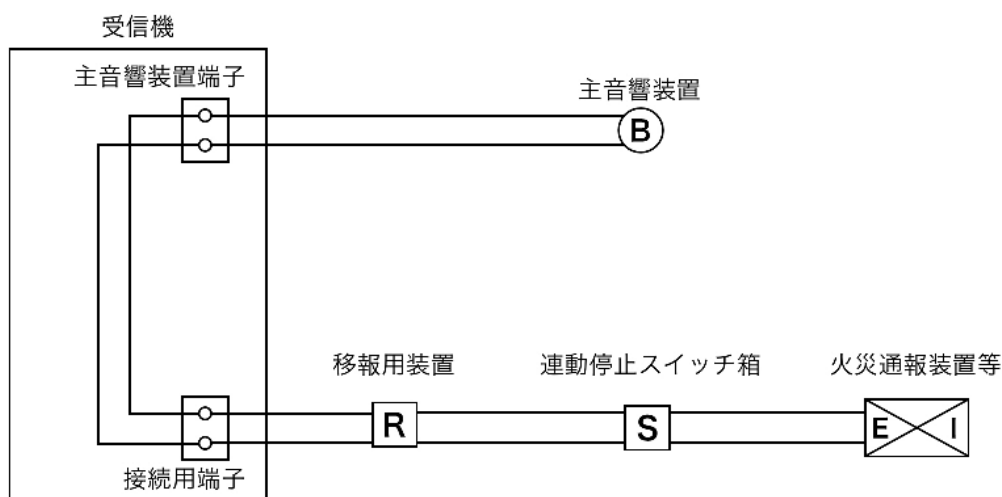 受信機
主音響装置端子
主音響装置
B
移報用装置
連動停止スイッチ箱
火災通報装置等
R
S
E I
接続用端子